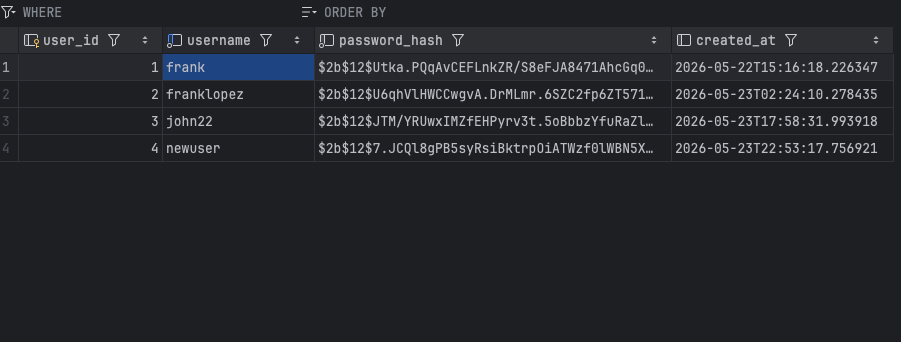 WHERE ORDER BY
user_id username password_hash created_at
1 1 frank $2b$12$Utka.PQqAvCEFLnkZR/S8eFJA8471AhcGq0… 2026-05-22T15:16:18.226347
2 2 franklopez $2b$12$U6qhVlHWCCwgvA.DrMLmr.6SZC2fp6ZT571… 2026-05-23T02:24:10.278435
3 3 john22 $2b$12$JTM/YRUwxIMZfEHPyrv3t.5oBbbzYfuRaZl… 2026-05-23T17:58:31.993918
4 4 newuser $2b$12$7.JCQl8gPB5syRsiBktrpOiATWzf0lWBN5X… 2026-05-23T22:53:17.756921